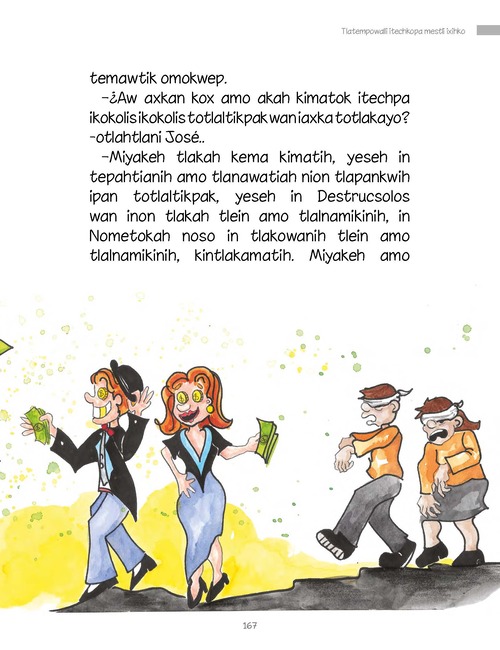 Tlatempowalli itechkopa mestli ixihko
temawtik omokwep.
–¿Aw axkan kox amo akah kimatok itechpa
ikokolis ikokolis totlaltikpak wan iaxka totlakayo?
-otlahtlani José..
–Miyakeh tlakah kema kimatih, yeseh in
tepahtianih amo tlanawatiah nion tlapankwih
ipan totlaltikpak, yeseh in Destrucsolos
wan inon tlakah tlein amo tlalnamikinih, in
Nometokah noso in tlakowanih tlein amo
tlalnamikinih, kintlakamatih. Miyakeh amo
167